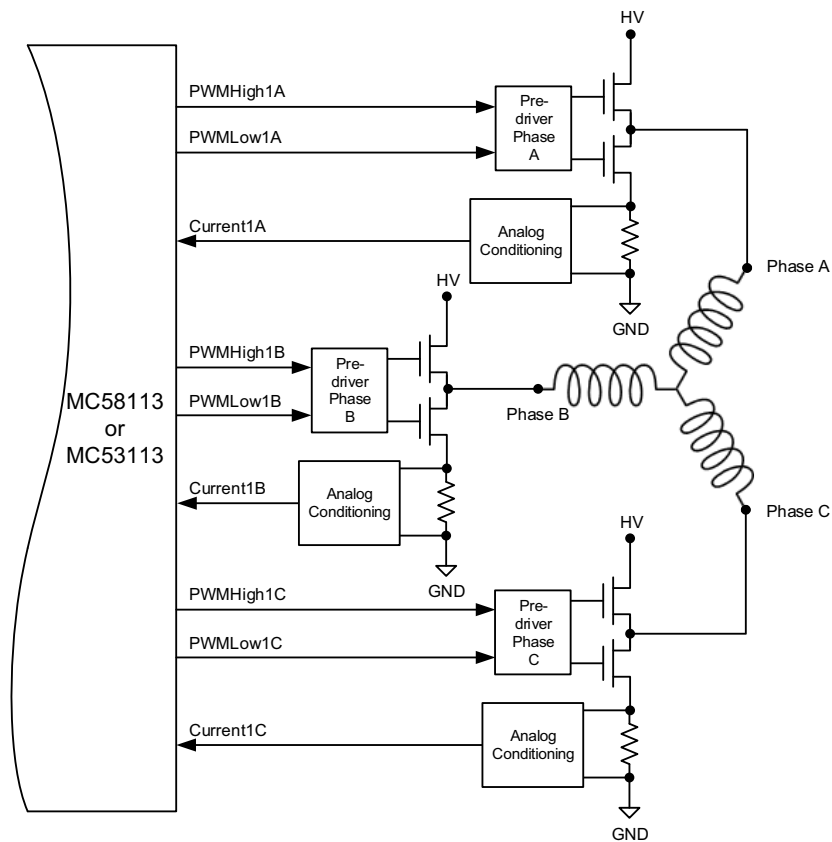 HV
PWMHigh1A
Pre-
driver
Phase
A
PWMLow1A
Current1A
Analog
Conditioning
Phase A
HV
GND
PWMHigh1B
Pre-
driver
Phase
B
MC58113
or
MC53113
PWMLow1B
Phase B
Current1B
Analog
Conditioning
Phase C
HV
GND
PWMHigh1C
Pre-
driver
Phase
C
PWMLow1C
Current1C
Analog
Conditioning
GND